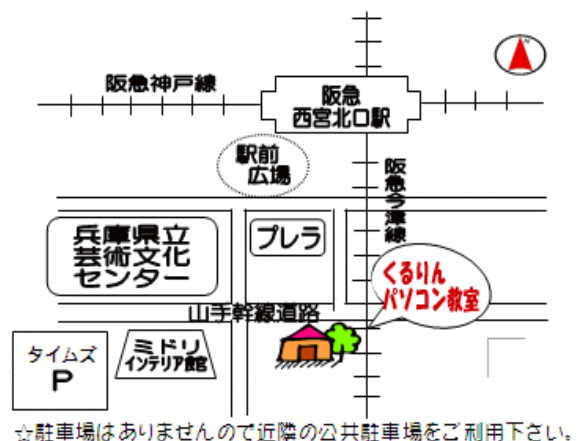 N
阪急神戸線
阪急
西宮北口駅
駅前
広場
阪急今津線
兵庫県立
芸術文化
センター
プレラ
くるりん
パソコン教室
山手幹線道路
タイムズ
P
ミドリ
インテリア館
☆駐車場はありませんので近隣の公共駐車場をご利用下さい。